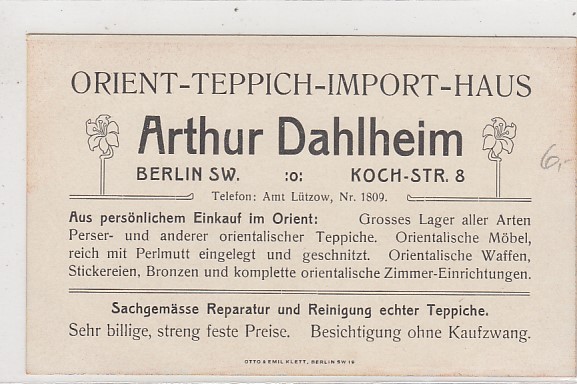 ORIENT-TEPPICH-IMPORT-HAUS
Arthur Dahlheim
BERLIN SW. :o: KOCH-STR. 8
Telefon: Amt Lützow, Nr. 1809.
Aus persönlichem Einkauf im Orient: Grosses Lager aller Arten
Perser- und anderer orientalischer Teppiche. Orientalische Möbel,
reich mit Perlmutt eingelegt und geschnitzt. Orientalische Waffen,
Stickereien, Bronzen und komplette orientalische Zimmer-Einrichtungen.
Sachgemässe Reparatur und Reinigung echter Teppiche.
Sehr billige, streng feste Preise. Besichtigung ohne Kaufzwang.
OTTO & EMIL KLETT, BERLIN SW 19
6,-